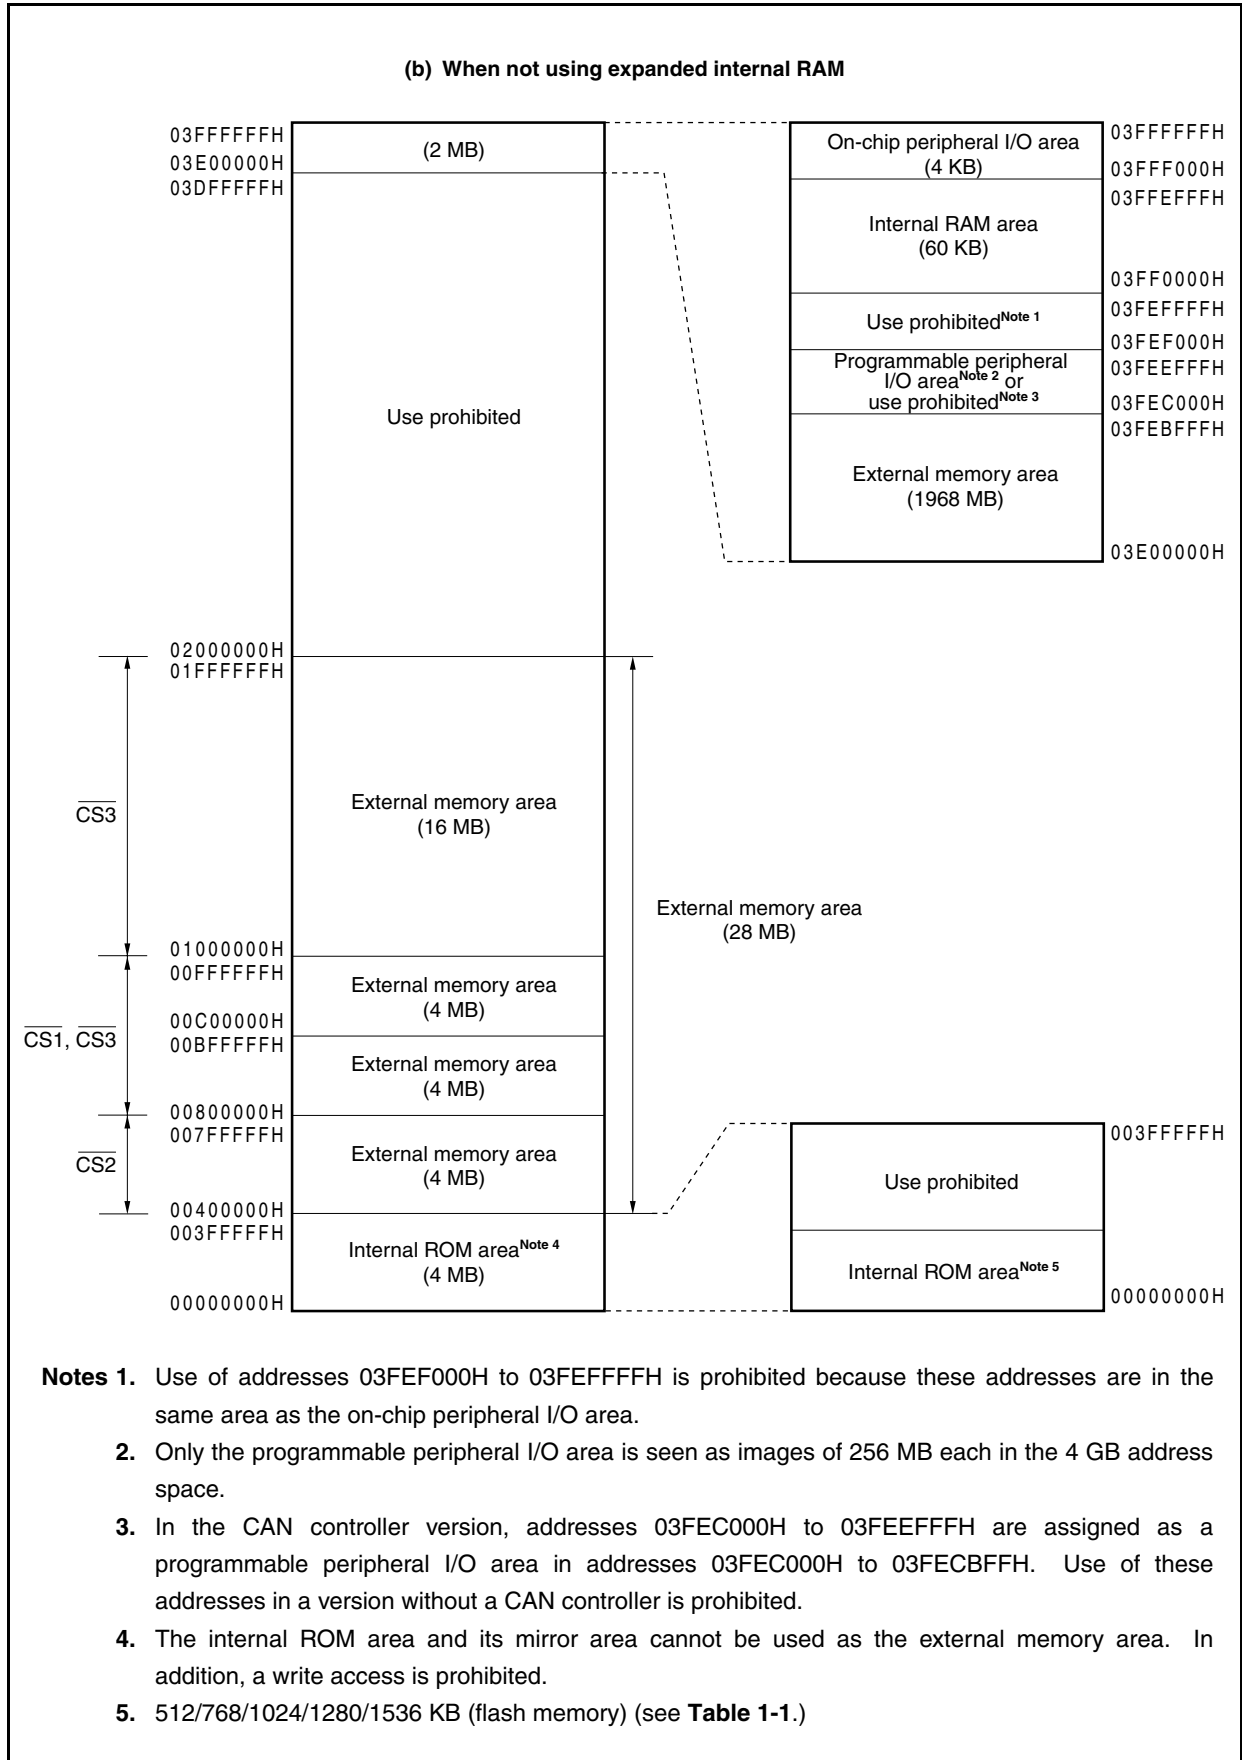 (b) When not using expanded internal RAM
03FFFFFFH
03E00000H
03DFFFFFH
(2 MB)
Use prohibited
On-chip peripheral I/O area
(4 KB)
03FFFFFFH
03FFF000H
03FFEFFFH
Internal RAM area
(60 KB)
03FF0000H
03FEFFFFH
Use prohibitedNote 1
03FEF000H
03FEEFFFH
Programmable peripheral
I/O areaNote 2 or
use prohibitedNote 3
03FEC000H
03FEBFFFH
External memory area
(1968 MB)
03E00000H
02000000H
01FFFFFFH
CS3
External memory area
(16 MB)
External memory area
(28 MB)
01000000H
00FFFFFFH
External memory area
(4 MB)
CS1, CS3
00C00000H
00BFFFFFH
External memory area
(4 MB)
00800000H
007FFFFFH
CS2
External memory area
(4 MB)
00400000H
003FFFFFH
Internal ROM areaNote 4
(4 MB)
00000000H
003FFFFFH
Use prohibited
Internal ROM areaNote 5
00000000H
Notes 1. Use of addresses 03FEF000H to 03FEFFFFH is prohibited because these addresses are in the
same area as the on-chip peripheral I/O area.
2. Only the programmable peripheral I/O area is seen as images of 256 MB each in the 4 GB address
space.
3. In the CAN controller version, addresses 03FEC000H to 03FEEFFFH are assigned as a
programmable peripheral I/O area in addresses 03FEC000H to 03FECBFFH. Use of these
addresses in a version without a CAN controller is prohibited.
4. The internal ROM area and its mirror area cannot be used as the external memory area. In
addition, a write access is prohibited.
5. 512/768/1024/1280/1536 KB (flash memory) (see Table 1-1.)